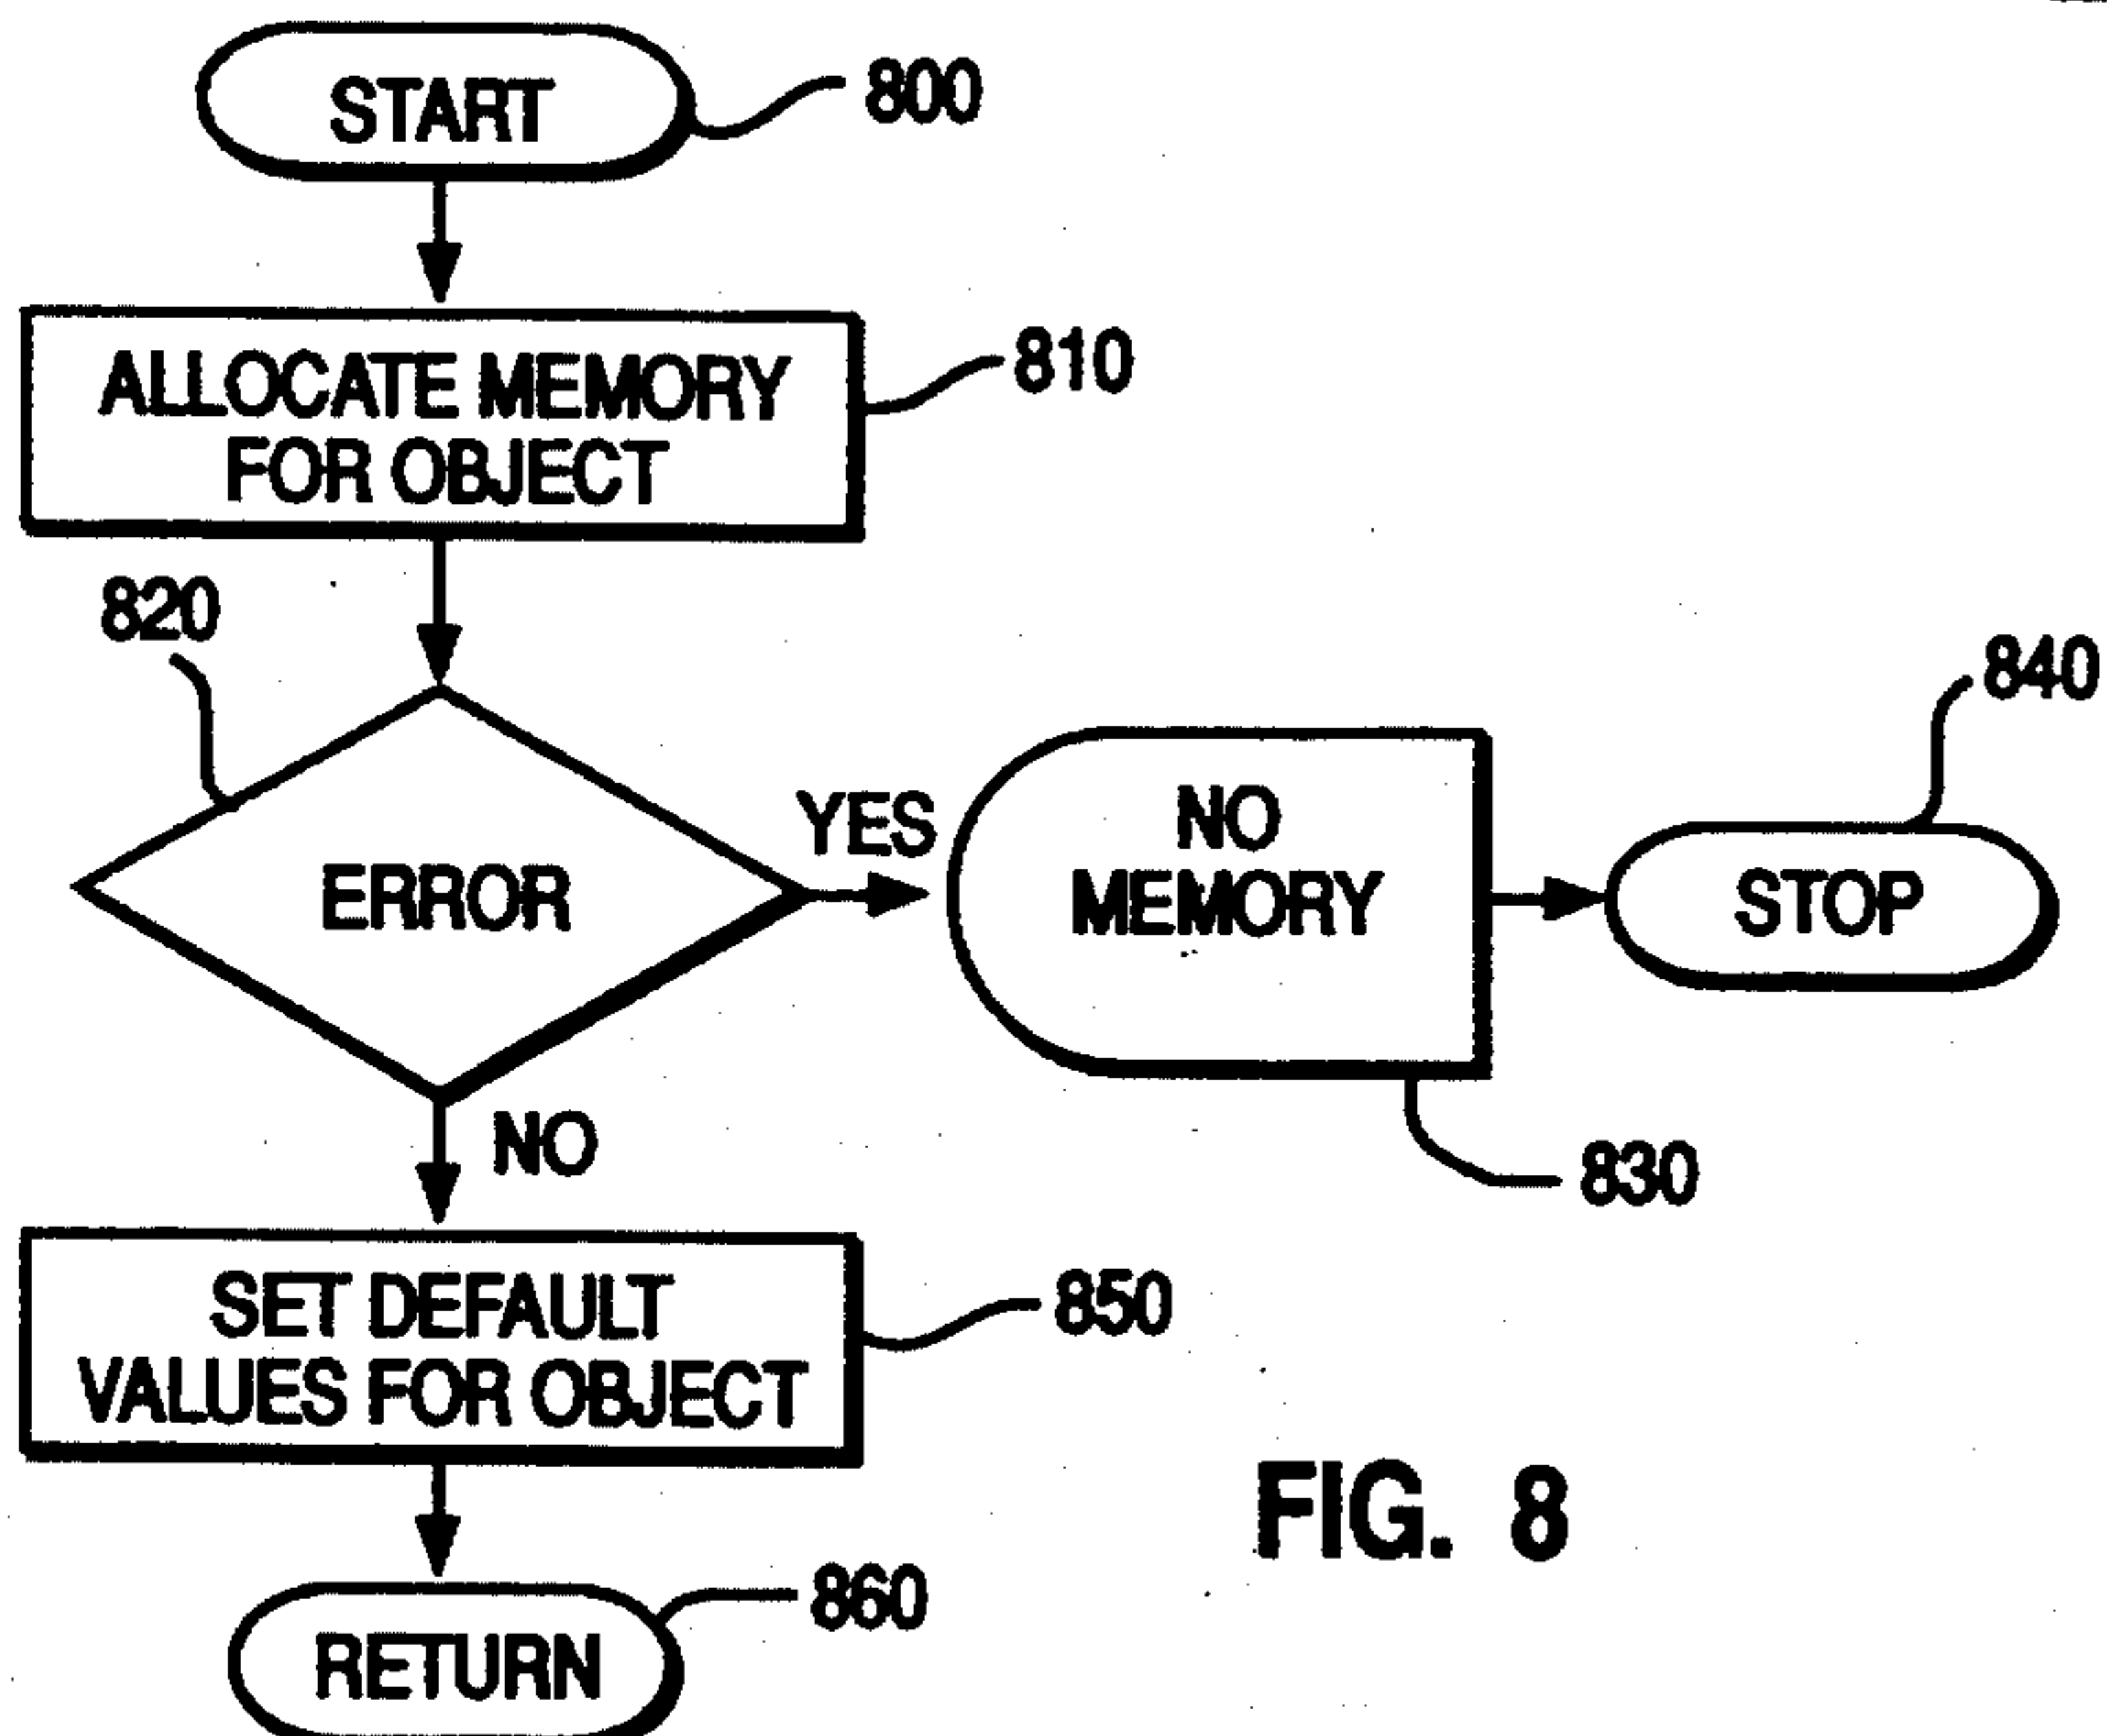 START
800
ALLOCATE MEMORY
FOR OBJECT
810
820
ERROR
YES
NO
MEMORY
830
STOP
840
NO
SET DEFAULT
VALUES FOR OBJECT
850
RETURN
860
FIG. 8